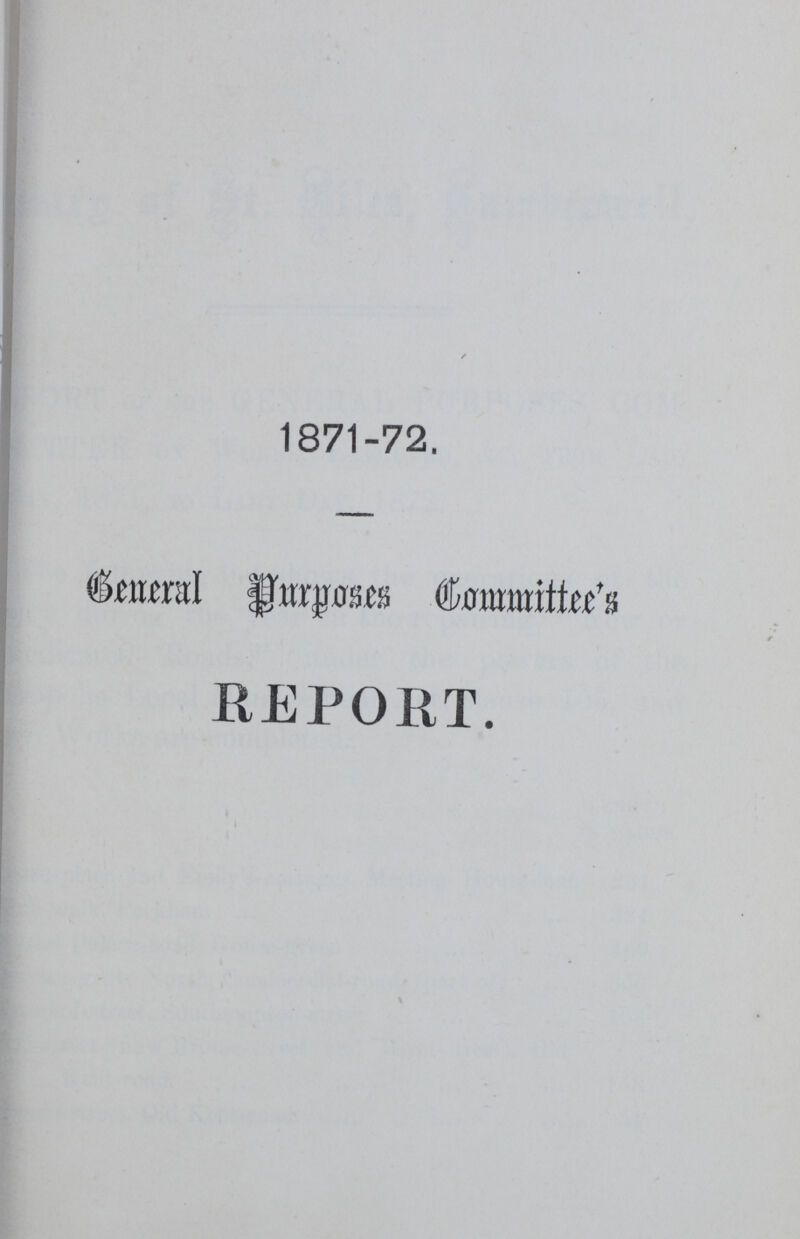 1871-72.
General Purposes Committee's
REPORT.